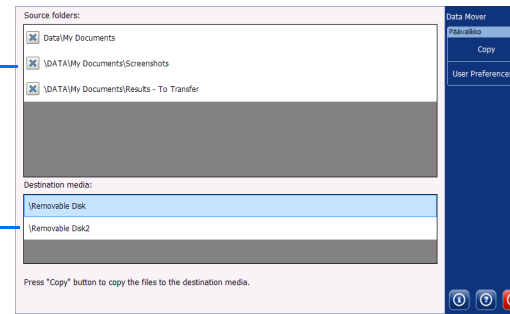 Source folders:
Data\My Documents
\DATA\My Documents\Screenshots
\DATA\My Documents\Results - To Transfer
Destination media:
\Removable Disk
\Removable Disk2
Press "Copy" button to copy the files to the destination media.
Data Mover
Päävalikko
Copy
User Preferences